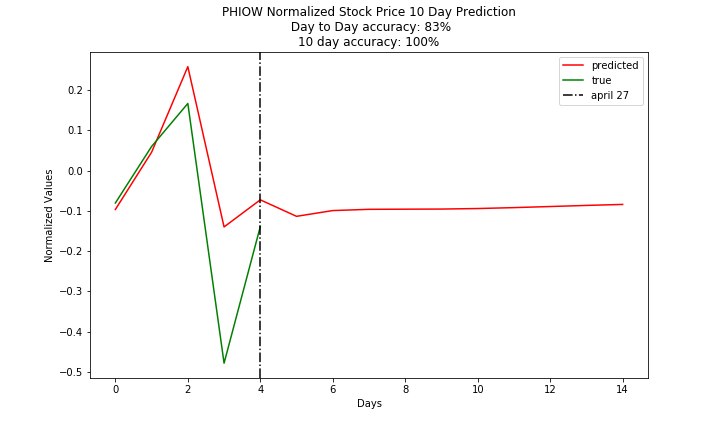 PHIOW Normalized Stock Price 10 Day Prediction
Day to Day accuracy: 83%
10 day accuracy: 100%
predicted
true
april 27
0.2
0.1
0.0
−0.1
−0.2
−0.3
−0.4
−0.5
Normalized Values
0 2 4 6 8 10 12 14
Days